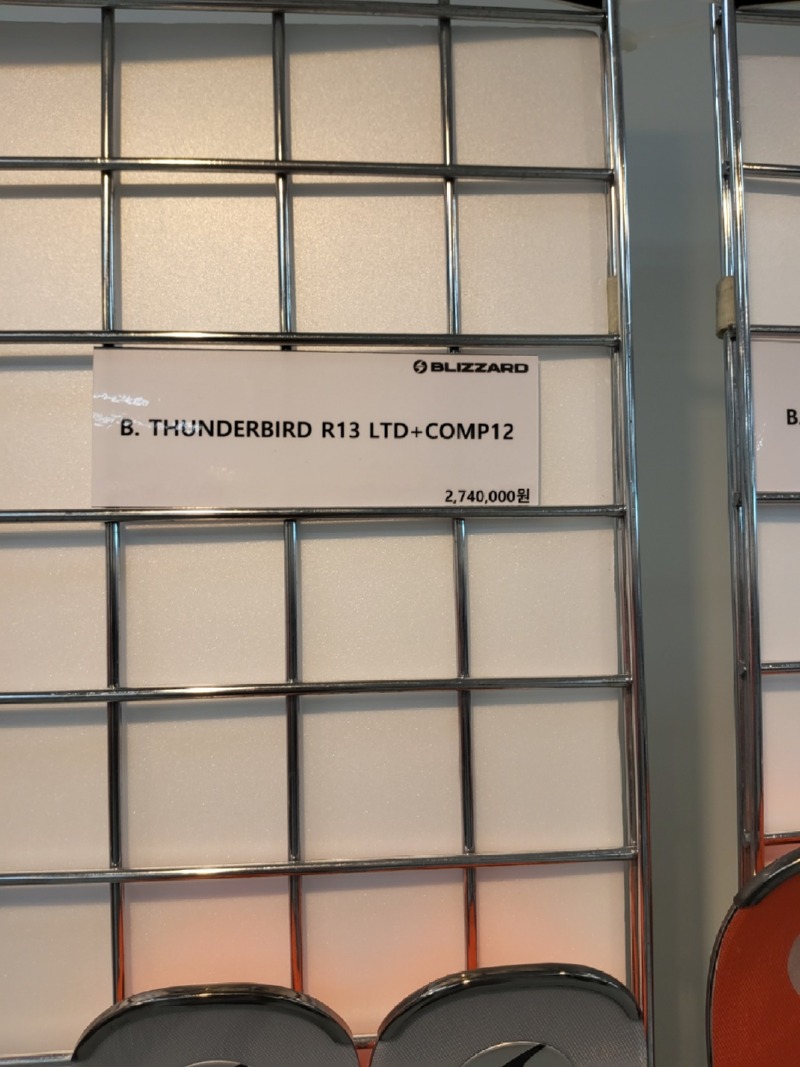 BLIZZARD
B. THUNDERBIRD R13 LTD+COMP12
2,740,000원
B.